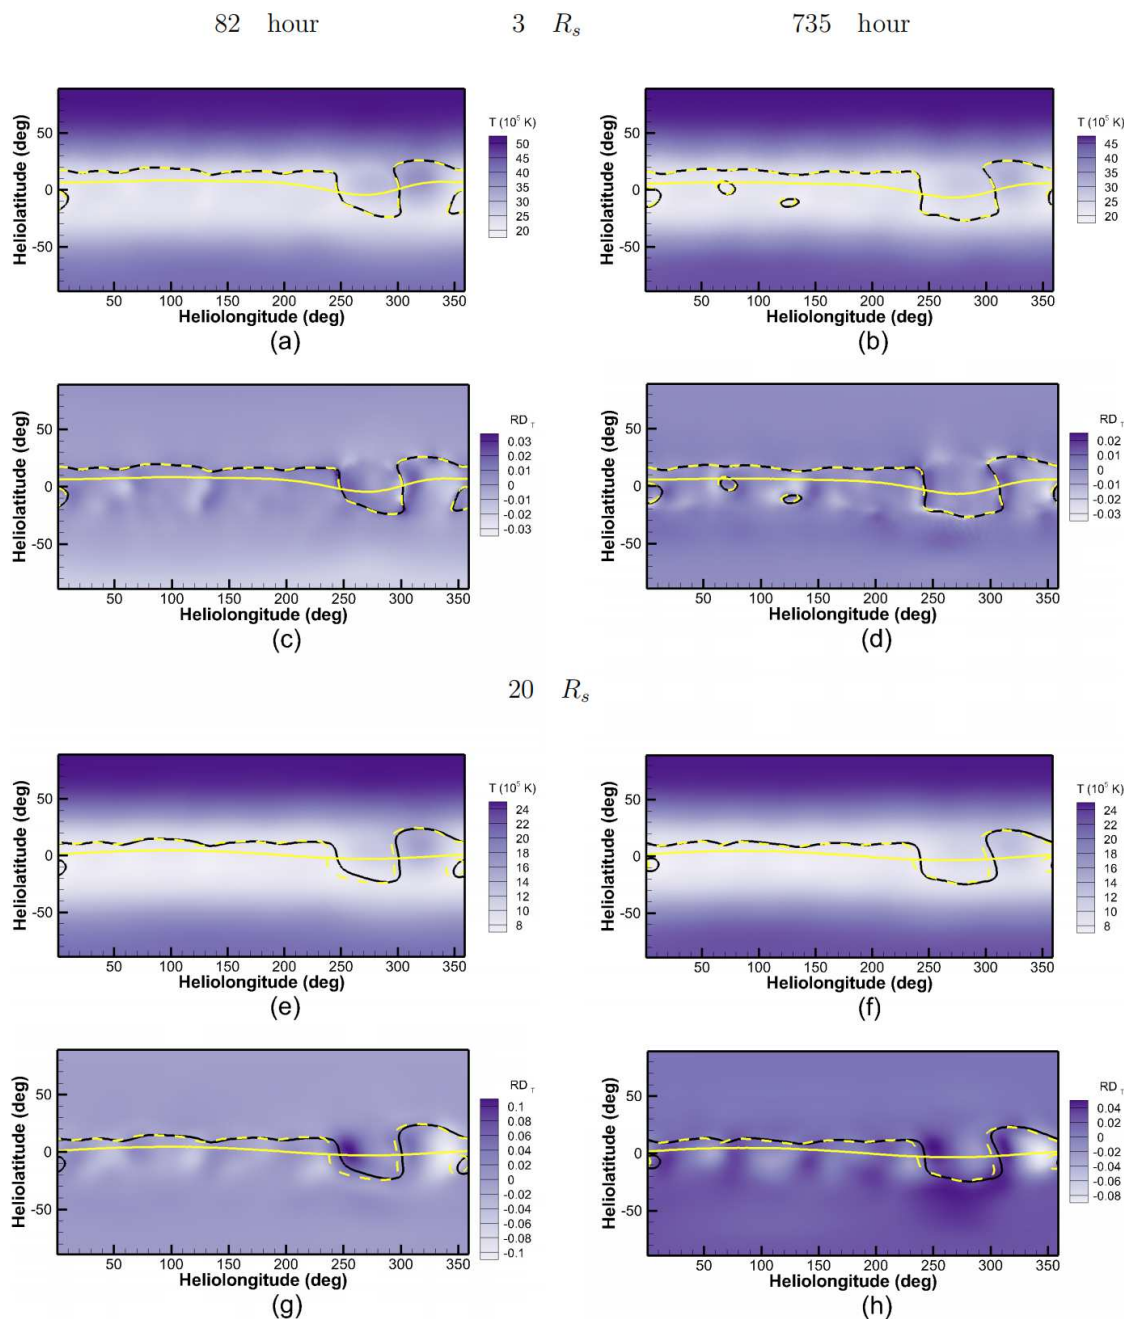 82 hour 3 R_s 735 hour
T (10^5 K)
50
45
40
35
30
25
20
Heliolatitude (deg)
50
0
-50
50 100 150 200 250 300 350
Heliolongitude (deg)
(a)
T (10^5 K)
45
40
35
30
25
20
Heliolatitude (deg)
50
0
-50
50 100 150 200 250 300 350
Heliolongitude (deg)
(b)
RD_T
0.03
0.02
0.01
0
-0.01
-0.02
-0.03
Heliolatitude (deg)
50
0
-50
50 100 150 200 250 300 350
Heliolongitude (deg)
(c)
RD_T
0.02
0.01
0
-0.01
-0.02
-0.03
Heliolatitude (deg)
50
0
-50
50 100 150 200 250 300 350
Heliolongitude (deg)
(d)
20 R_s
T (10^5 K)
24
22
20
18
16
14
12
10
8
Heliolatitude (deg)
50
0
-50
50 100 150 200 250 300 350
Heliolongitude (deg)
(e)
T (10^5 K)
24
22
20
18
16
14
12
10
8
Heliolatitude (deg)
50
0
-50
50 100 150 200 250 300 350
Heliolongitude (deg)
(f)
RD_T
0.1
0.08
0.06
0.04
0.02
0
-0.02
-0.04
-0.06
-0.08
-0.1
Heliolatitude (deg)
50
0
-50
50 100 150 200 250 300 350
Heliolongitude (deg)
(g)
RD_T
0.04
0.02
0
-0.02
-0.04
-0.06
-0.08
Heliolatitude (deg)
50
0
-50
50 100 150 200 250 300 350
Heliolongitude (deg)
(h)